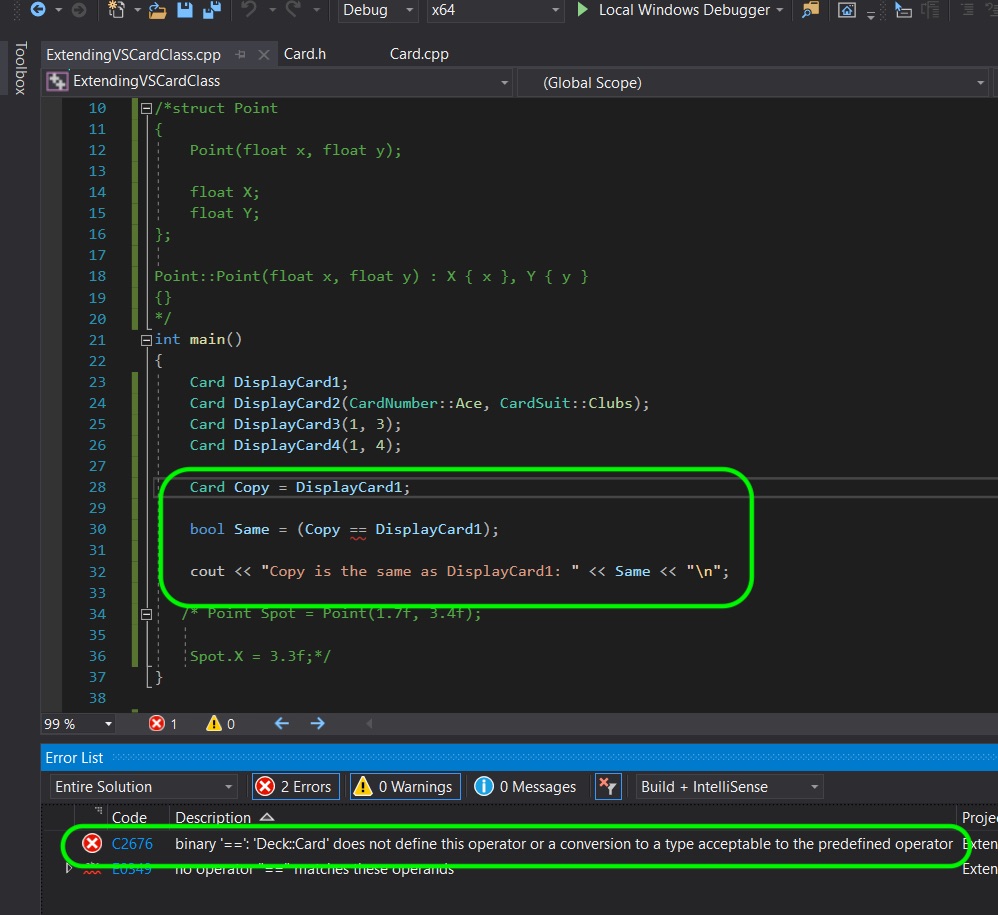 Debug x64 Local Windows Debugger
Toolbox
ExtendingVSCardClass.cpp Card.h Card.cpp
ExtendingVSCardClass (Global Scope)
10 /*struct Point
11 {
12 Point(float x, float y);
13
14 float X;
15 float Y;
16 };
17
18 Point::Point(float x, float y) : X { x }, Y { y }
19 {}
20 */
21 int main()
22 {
23 Card DisplayCard1;
24 Card DisplayCard2(CardNumber::Ace, CardSuit::Clubs);
25 Card DisplayCard3(1, 3);
26 Card DisplayCard4(1, 4);
27
28 Card Copy = DisplayCard1;
29
30 bool Same = (Copy == DisplayCard1);
31
32 cout << "Copy is the same as DisplayCard1: " << Same << "\n";
33
34 /* Point Spot = Point(1.7f, 3.4f);
35
36 Spot.X = 3.3f;*/
37 }
38
99 % 1 0
Error List
Entire Solution 2 Errors 0 Warnings 0 Messages Build + IntelliSense
Code Description Projec
C2676 binary '==': 'Deck::Card' does not define this operator or a conversion to a type acceptable to the predefined operator Exten
E0349 no operator "==" matches these operands Exten